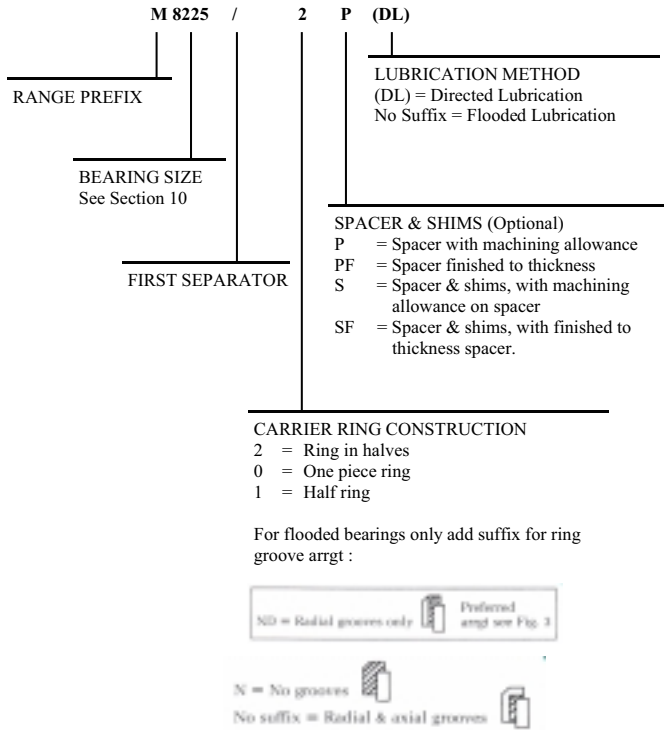 M 8225 / 2 P (DL)
LUBRICATION METHOD
(DL) = Directed Lubrication
No Suffix = Flooded Lubrication
RANGE PREFIX
BEARING SIZE
See Section 10
SPACER & SHIMS (Optional)
P = Spacer with machining allowance
PF = Spacer finished to thickness
S = Spacer & shims, with machining
allowance on spacer
SF = Spacer & shims, with finished to
thickness spacer.
FIRST SEPARATOR
CARRIER RING CONSTRUCTION
2 = Ring in halves
0 = One piece ring
1 = Half ring
For flooded bearings only add suffix for ring
groove arrgt :
ND = Radial grooves only
Preferred
arrgt see Fig. 3
N = No grooves
No suffix = Radial & axial grooves